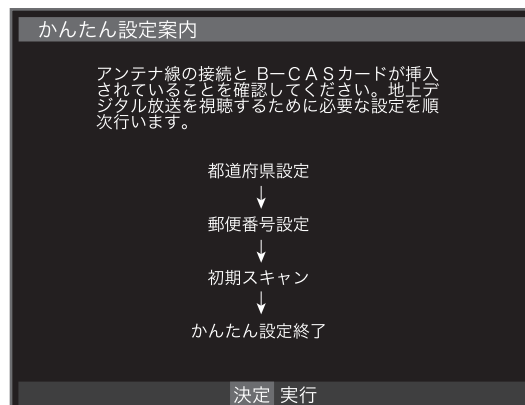 かんたん設定案内
アンテナ線の接続と BーCASカードが挿入
されていることを確認してください。地上デ
ジタル放送を視聴するために必要な設定を順
次行います。
都道府県設定
↓
郵便番号設定
↓
初期スキャン
↓
かんたん設定終了
決定 実行